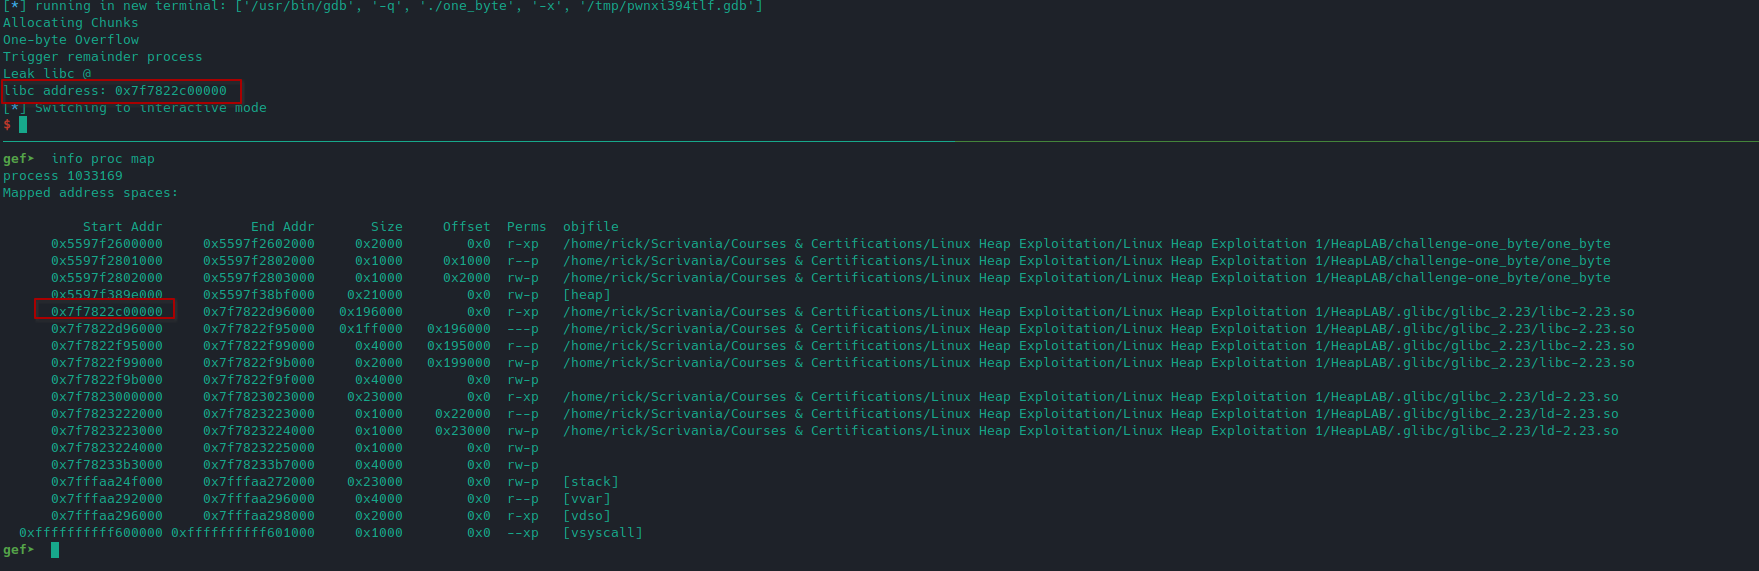 [*] running in new terminal: ['/usr/bin/gdb', '-q', './one_byte', '-x', '/tmp/pwnxi394tlf.gdb']
Allocating Chunks
One-byte Overflow
Trigger remainder process
Leak libc @
libc address: 0x7f7822c00000
[*] Switching to interactive mode
$
gef➤  info proc map
process 1033169
Mapped address spaces:
Start Addr           End Addr       Size     Offset  Perms  objfile
0x5597f2600000     0x5597f2602000     0x2000        0x0  r-xp   /home/rick/Scrivania/Courses & Certifications/Linux Heap Exploitation/Linux Heap Exploitation 1/HeapLAB/challenge-one_byte/one_byte
0x5597f2801000     0x5597f2802000     0x1000     0x1000  r--p   /home/rick/Scrivania/Courses & Certifications/Linux Heap Exploitation/Linux Heap Exploitation 1/HeapLAB/challenge-one_byte/one_byte
0x5597f2802000     0x5597f2803000     0x1000     0x2000  rw-p   /home/rick/Scrivania/Courses & Certifications/Linux Heap Exploitation/Linux Heap Exploitation 1/HeapLAB/challenge-one_byte/one_byte
0x5597f389e000     0x5597f38bf000    0x21000        0x0  rw-p   [heap]
0x7f7822c00000     0x7f7822d96000   0x196000        0x0  r-xp   /home/rick/Scrivania/Courses & Certifications/Linux Heap Exploitation/Linux Heap Exploitation 1/HeapLAB/.glibc/glibc_2.23/libc-2.23.so
0x7f7822d96000     0x7f7822f95000   0x1ff000   0x196000  ---p   /home/rick/Scrivania/Courses & Certifications/Linux Heap Exploitation/Linux Heap Exploitation 1/HeapLAB/.glibc/glibc_2.23/libc-2.23.so
0x7f7822f95000     0x7f7822f99000     0x4000   0x195000  r--p   /home/rick/Scrivania/Courses & Certifications/Linux Heap Exploitation/Linux Heap Exploitation 1/HeapLAB/.glibc/glibc_2.23/libc-2.23.so
0x7f7822f99000     0x7f7822f9b000     0x2000   0x199000  rw-p   /home/rick/Scrivania/Courses & Certifications/Linux Heap Exploitation/Linux Heap Exploitation 1/HeapLAB/.glibc/glibc_2.23/libc-2.23.so
0x7f7822f9b000     0x7f7822f9f000     0x4000        0x0  rw-p
0x7f7823000000     0x7f7823023000    0x23000        0x0  r-xp   /home/rick/Scrivania/Courses & Certifications/Linux Heap Exploitation/Linux Heap Exploitation 1/HeapLAB/.glibc/glibc_2.23/ld-2.23.so
0x7f7823222000     0x7f7823223000     0x1000    0x22000  r--p   /home/rick/Scrivania/Courses & Certifications/Linux Heap Exploitation/Linux Heap Exploitation 1/HeapLAB/.glibc/glibc_2.23/ld-2.23.so
0x7f7823223000     0x7f7823224000     0x1000    0x23000  rw-p   /home/rick/Scrivania/Courses & Certifications/Linux Heap Exploitation/Linux Heap Exploitation 1/HeapLAB/.glibc/glibc_2.23/ld-2.23.so
0x7f7823224000     0x7f7823225000     0x1000        0x0  rw-p
0x7f78233b3000     0x7f78233b7000     0x4000        0x0  rw-p
0x7fffaa24f000     0x7fffaa272000    0x23000        0x0  rw-p   [stack]
0x7fffaa292000     0x7fffaa296000     0x4000        0x0  r--p   [vvar]
0x7fffaa296000     0x7fffaa298000     0x2000        0x0  r-xp   [vdso]
0xffffffffff600000 0xffffffffff601000     0x1000        0x0  --xp   [vsyscall]
gef➤